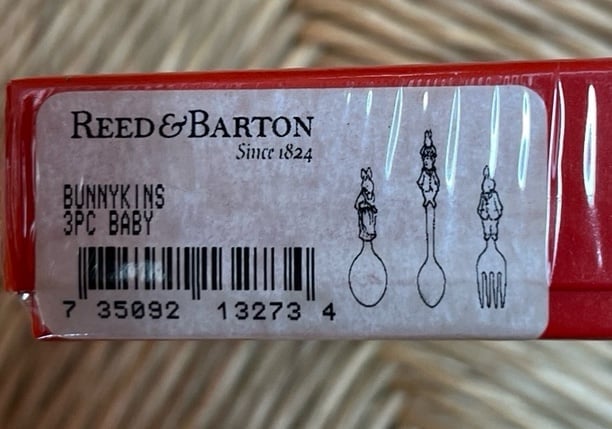 REED & BARTON
Since 1824
BUNNYKINS
3PC BABY
7 35092 13273 4